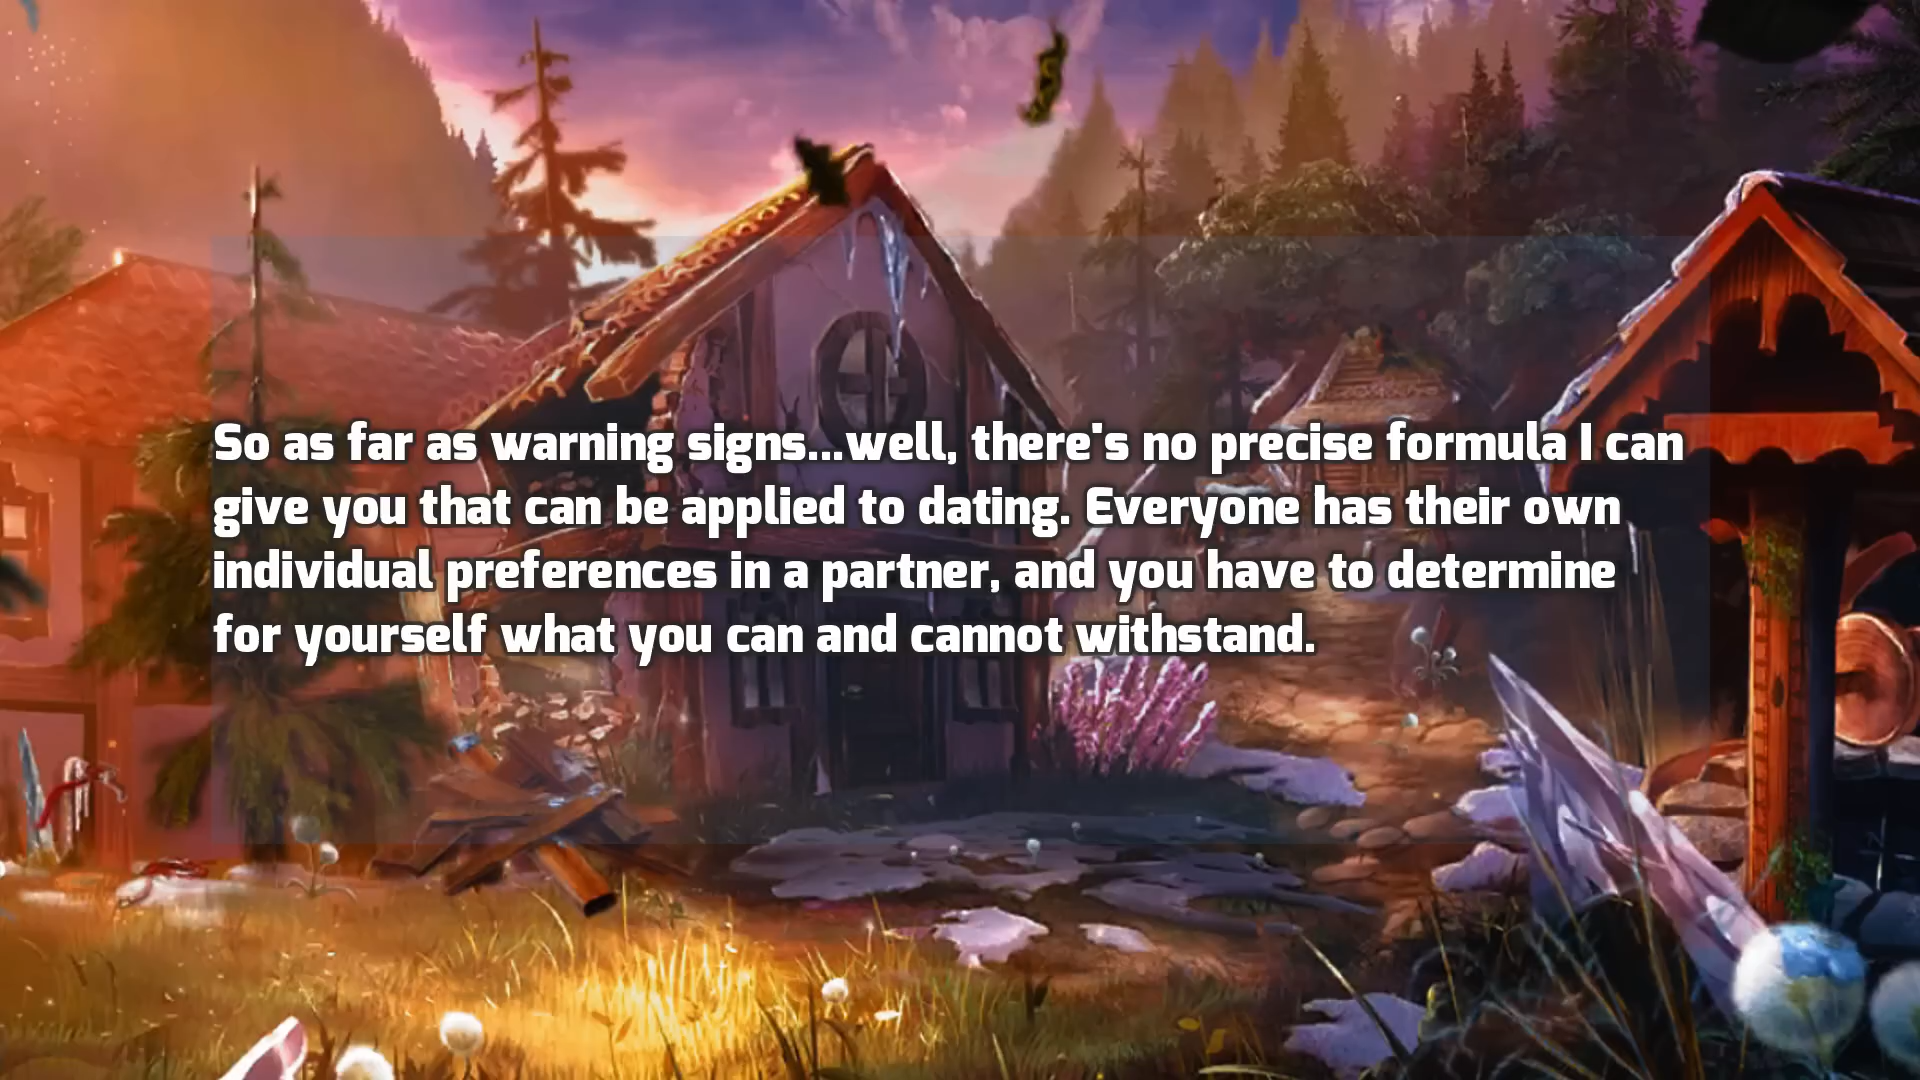 So as far as warning signs...well, there's no precise formula I can
give you that can be applied to dating. Everyone has their own
individual preferences in a partner, and you have to determine
for yourself what you can and cannot withstand.